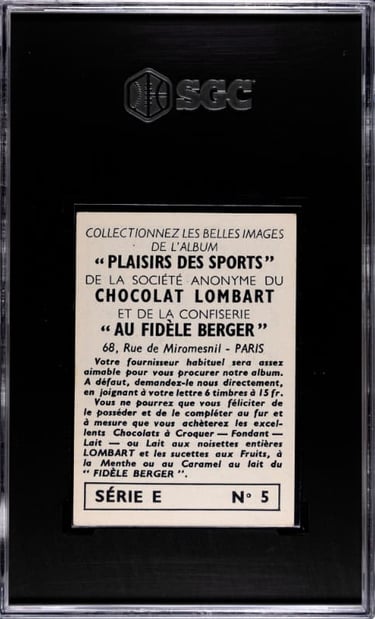 SGC
COLLECTIONNEZ LES BELLES IMAGES
DE L'ALBUM
“ PLAISIRS DES SPORTS ”
DE LA SOCIÉTÉ ANONYME DU
CHOCOLAT LOMBART
ET DE LA CONFISERIE
“ AU FIDÈLE BERGER ”
68, Rue de Miromesnil - PARIS
Votre fournisseur habituel sera assez
aimable pour vous procurer notre album.
A défaut, demandez-le nous directement,
en joignant à votre lettre 6 timbres à 15 fr.
Vous ne pourrez que vous féliciter de
le posséder et de le compléter au fur et
à mesure que vous achèterez les excel-
lents Chocolats à Croquer — Fondant —
Lait — ou Lait aux noisettes entières
LOMBART et les sucettes aux Fruits, à
la Menthe ou au Caramel au lait du
“ FIDÈLE BERGER ”.
SÉRIE E N° 5